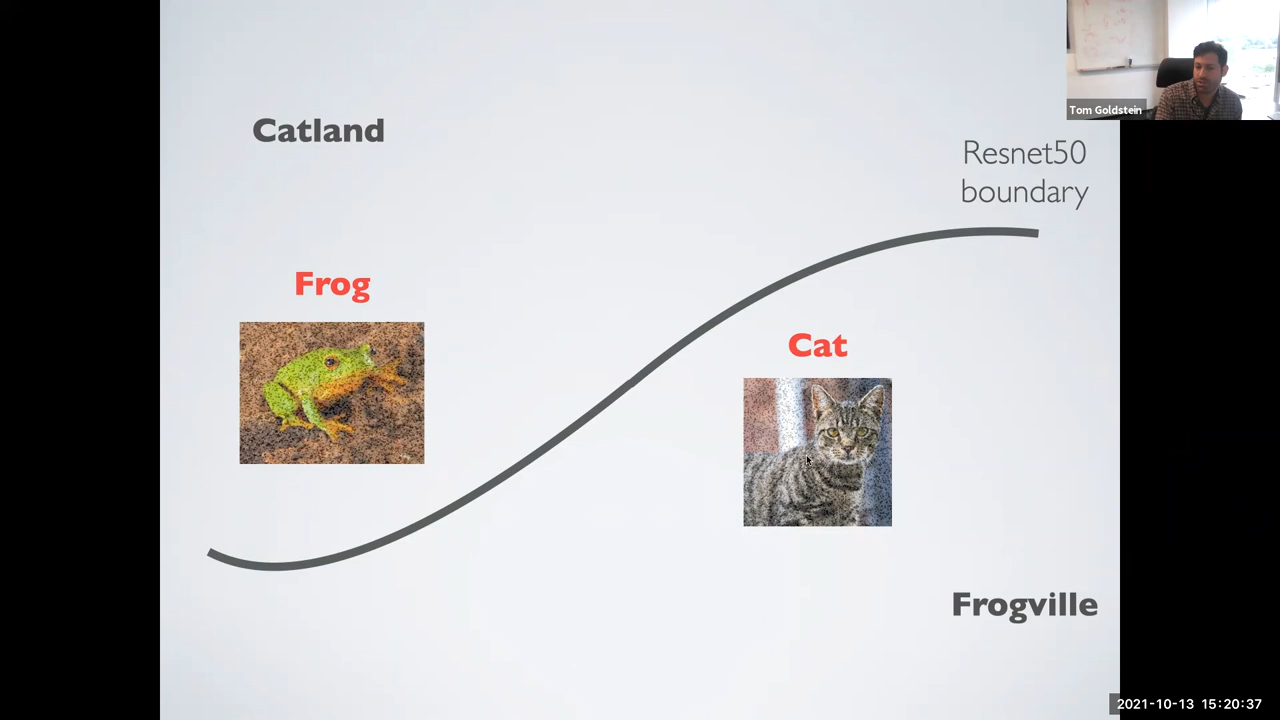 Catland
Tom Goldstein
Resnet50
boundary
Frog
Cat
Frogville
2021-10-13 15:20:37